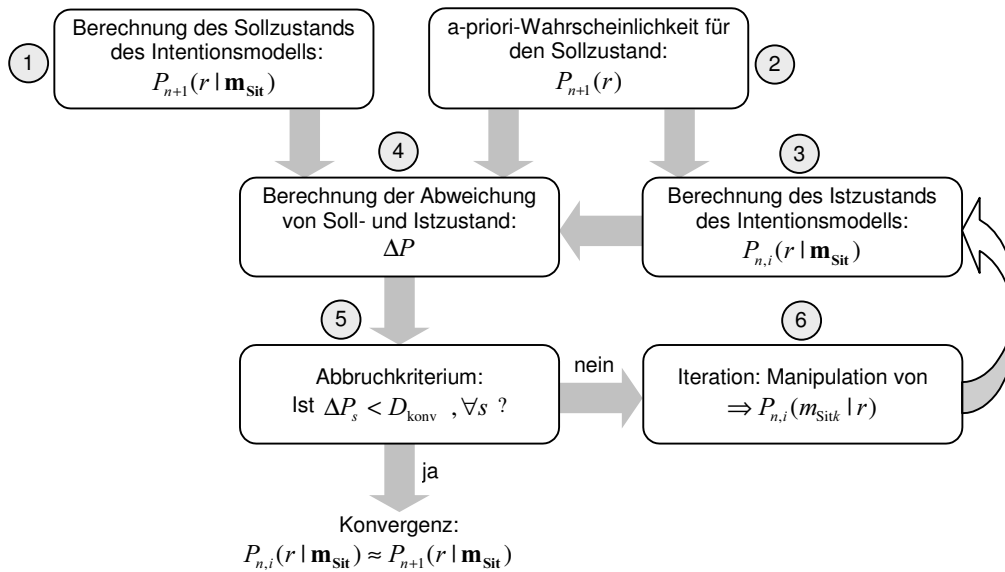 1
Berechnung des Sollzustands
des Intentionsmodells:
P_{n+1}(r | m_Sit)
a-priori-Wahrscheinlichkeit für
den Sollzustand:
P_{n+1}(r)
2
4
Berechnung der Abweichung
von Soll- und Istzustand:
ΔP
3
Berechnung des Istzustands
des Intentionsmodells:
P_{n,i}(r | m_Sit)
5
Abbruchkriterium:
Ist ΔP_s < D_konv , ∀s ?
nein
6
Iteration: Manipulation von
⇒ P_{n,i}(m_{Sitk} | r)
ja
Konvergenz:
P_{n,i}(r | m_Sit) ≈ P_{n+1}(r | m_Sit)